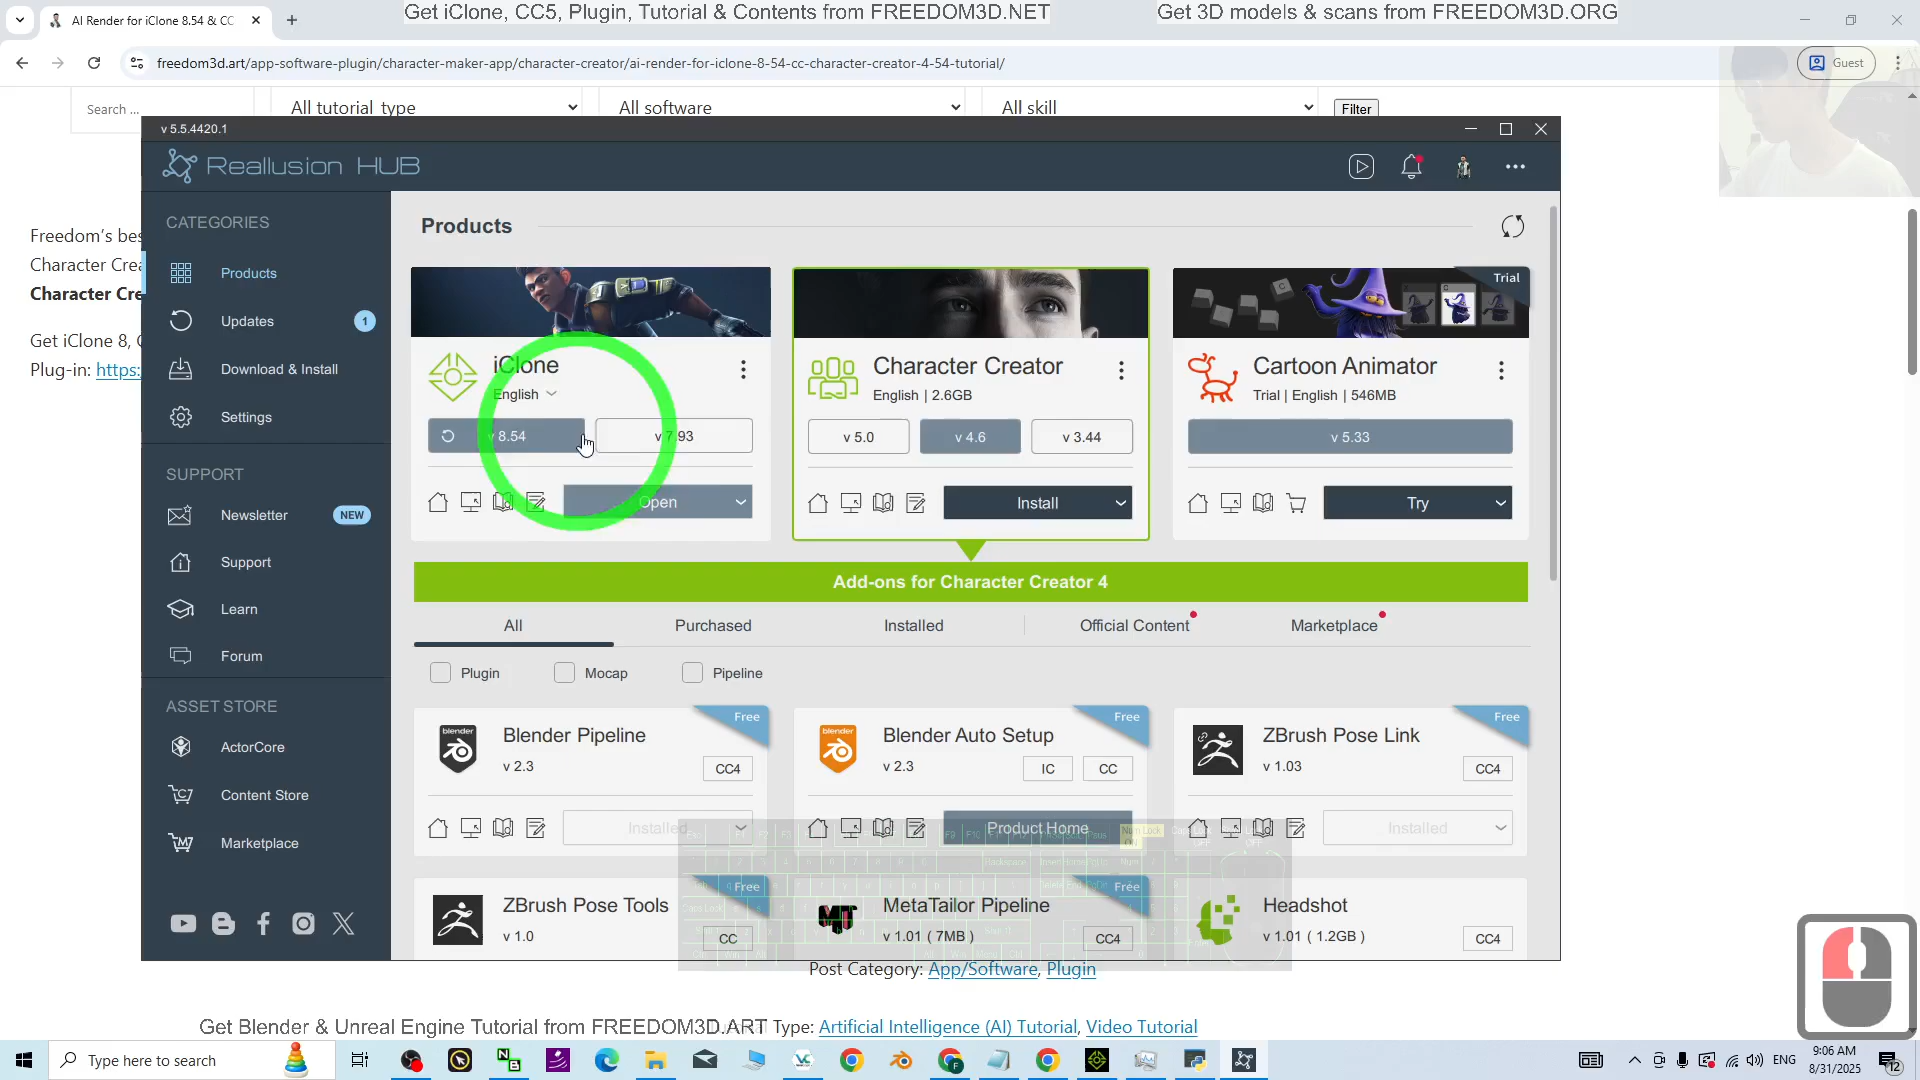 Get iClone, CC5, Plugin, Tutorial & Contents from FREEDOM3D.NET
Get 3D models & scans from FREEDOM3D.ORG
AI Render for iClone 8.54 & CC
freedom3d.art/app-software-plugin/character-maker-app/character-creator/ai-render-for-iclone-8-54-cc-character-creator-4-54-tutorial/
Guest
Search ...
All tutorial type
All software
All skill
Filter
Freedom's bes
Character Crea
Character Cre
Get iClone 8, C
Plug-in: https:
v 5.5.4420.1
Reallusion HUB
CATEGORIES
Products
Updates
1
Download & Install
Settings
SUPPORT
Newsletter
NEW
Support
Learn
Forum
ASSET STORE
ActorCore
Content Store
Marketplace
Products
iClone
English
v 8.54
v 7.93
Open
Character Creator
English | 2.6GB
v 5.0
v 4.6
v 3.44
Install
Trial
Cartoon Animator
Trial | English | 546MB
v 5.33
Try
Add-ons for Character Creator 4
All
Purchased
Installed
Official Content
Marketplace
Plugin
Mocap
Pipeline
Free
Blender Pipeline
v 2.3
CC4
Installed
Free
Blender Auto Setup
v 2.3
IC
CC
Product Home
Free
ZBrush Pose Link
v 1.03
CC4
Installed
Free
ZBrush Pose Tools
v 1.0
CC
Free
MetaTailor Pipeline
v 1.01 ( 7MB )
CC4
Headshot
v 1.01 ( 1.2GB )
CC4
Post Category: App/Software, Plugin
Get Blender & Unreal Engine Tutorial from FREEDOM3D.ART
Type: Artificial Intelligence (AI) Tutorial, Video Tutorial
Type here to search
ENG
9:06 AM
8/31/2025
12